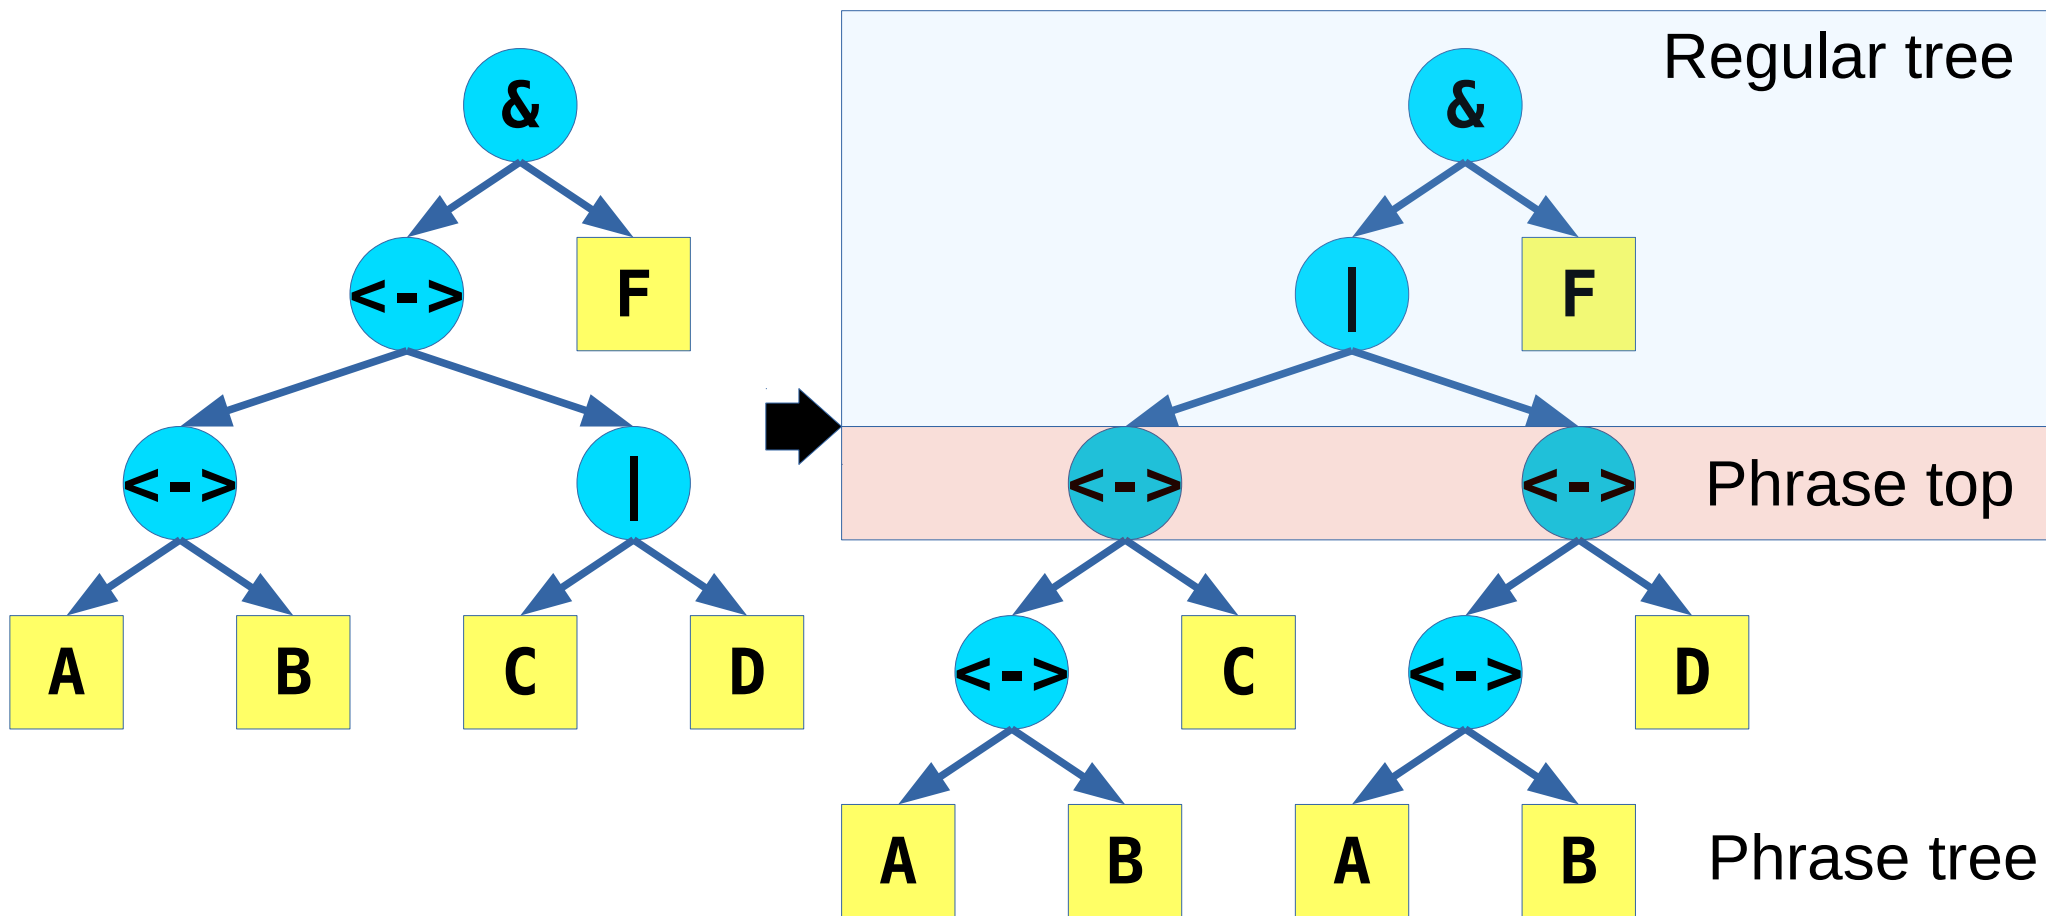 Regular tree
& &
<-> F | F
<-> | <-> <-> Phrase top
A B C D <-> C <-> D
A B A B Phrase tree